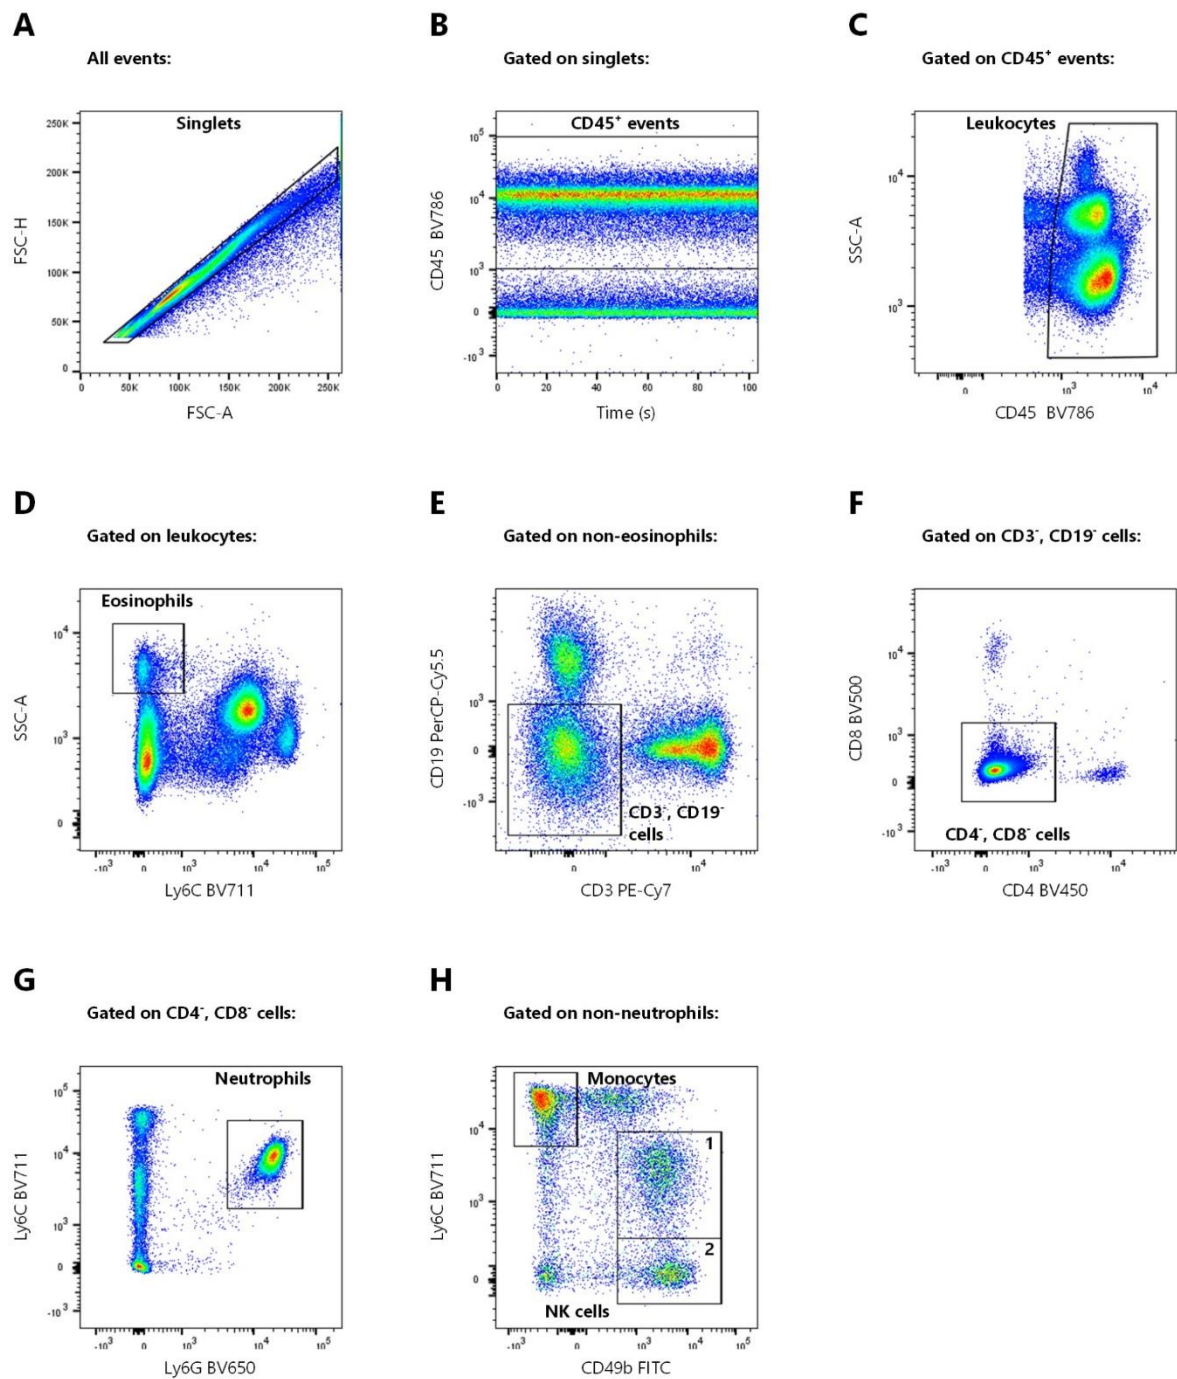 A
B
C
All events:
Gated on singlets:
Gated on CD45⁺ events:
Singlets
CD45⁺ events
Leukocytes
250K
200K
150K
100K
50K
0
FSC-H
0
50K
100K
150K
200K
250K
FSC-A
10⁵
10⁴
10³
0
-10³
CD45 BV786
0
20
40
60
80
100
Time (s)
10⁴
10³
SSC-A
0
10³
10⁴
CD45 BV786
D
E
F
Gated on leukocytes:
Gated on non-eosinophils:
Gated on CD3⁻, CD19⁻ cells:
Eosinophils
10⁴
10³
0
SSC-A
-10³
0
10³
10⁴
10⁵
Ly6C BV711
10³
0
-10³
CD19 PerCP-Cy5.5
CD3⁻, CD19⁻
cells
0
10⁴
CD3 PE-Cy7
10⁴
10³
0
-10³
CD8 BV500
CD4⁻, CD8⁻ cells
-10³
0
10³
10⁴
CD4 BV450
G
H
Gated on CD4⁻, CD8⁻ cells:
Gated on non-neutrophils:
Neutrophils
10⁵
10⁴
10³
0
-10³
Ly6C BV711
0
10³
10⁴
10⁵
Ly6G BV650
Monocytes
1
2
NK cells
10⁴
10³
0
Ly6C BV711
0
10³
10⁴
10⁵
CD49b FITC